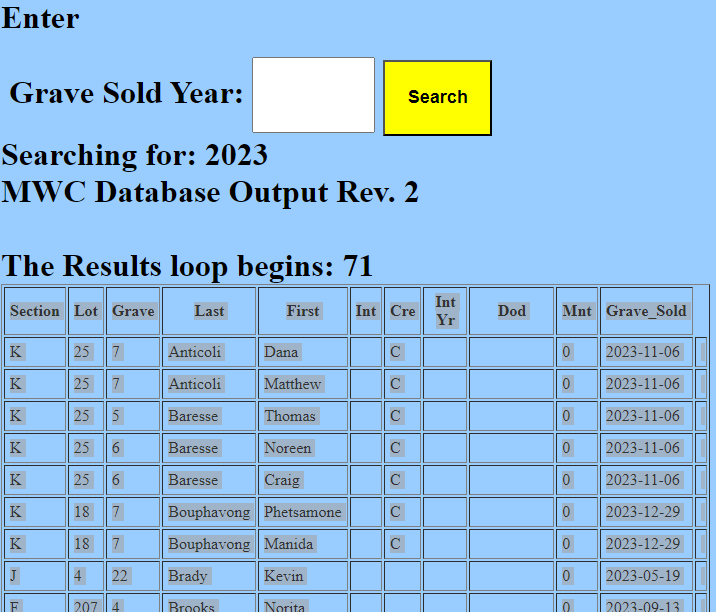 Enter
Grave Sold Year: Search
Searching for: 2023
MWC Database Output Rev. 2
The Results loop begins: 71
Section Lot Grave Last First Int Cre Int Yr Dod Mnt Grave_Sold
K 25 7 Anticoli Dana C 0 2023-11-06
K 25 7 Anticoli Matthew C 0 2023-11-06
K 25 5 Baresse Thomas C 0 2023-11-06
K 25 6 Baresse Noreen C 0 2023-11-06
K 25 6 Baresse Craig C 0 2023-11-06
K 18 7 Bouphavong Phetsamone C 0 2023-12-29
K 18 7 Bouphavong Manida C 0 2023-12-29
J 4 22 Brady Kevin 0 2023-05-19
207 4 Brooks Norita 0 2023-09-13